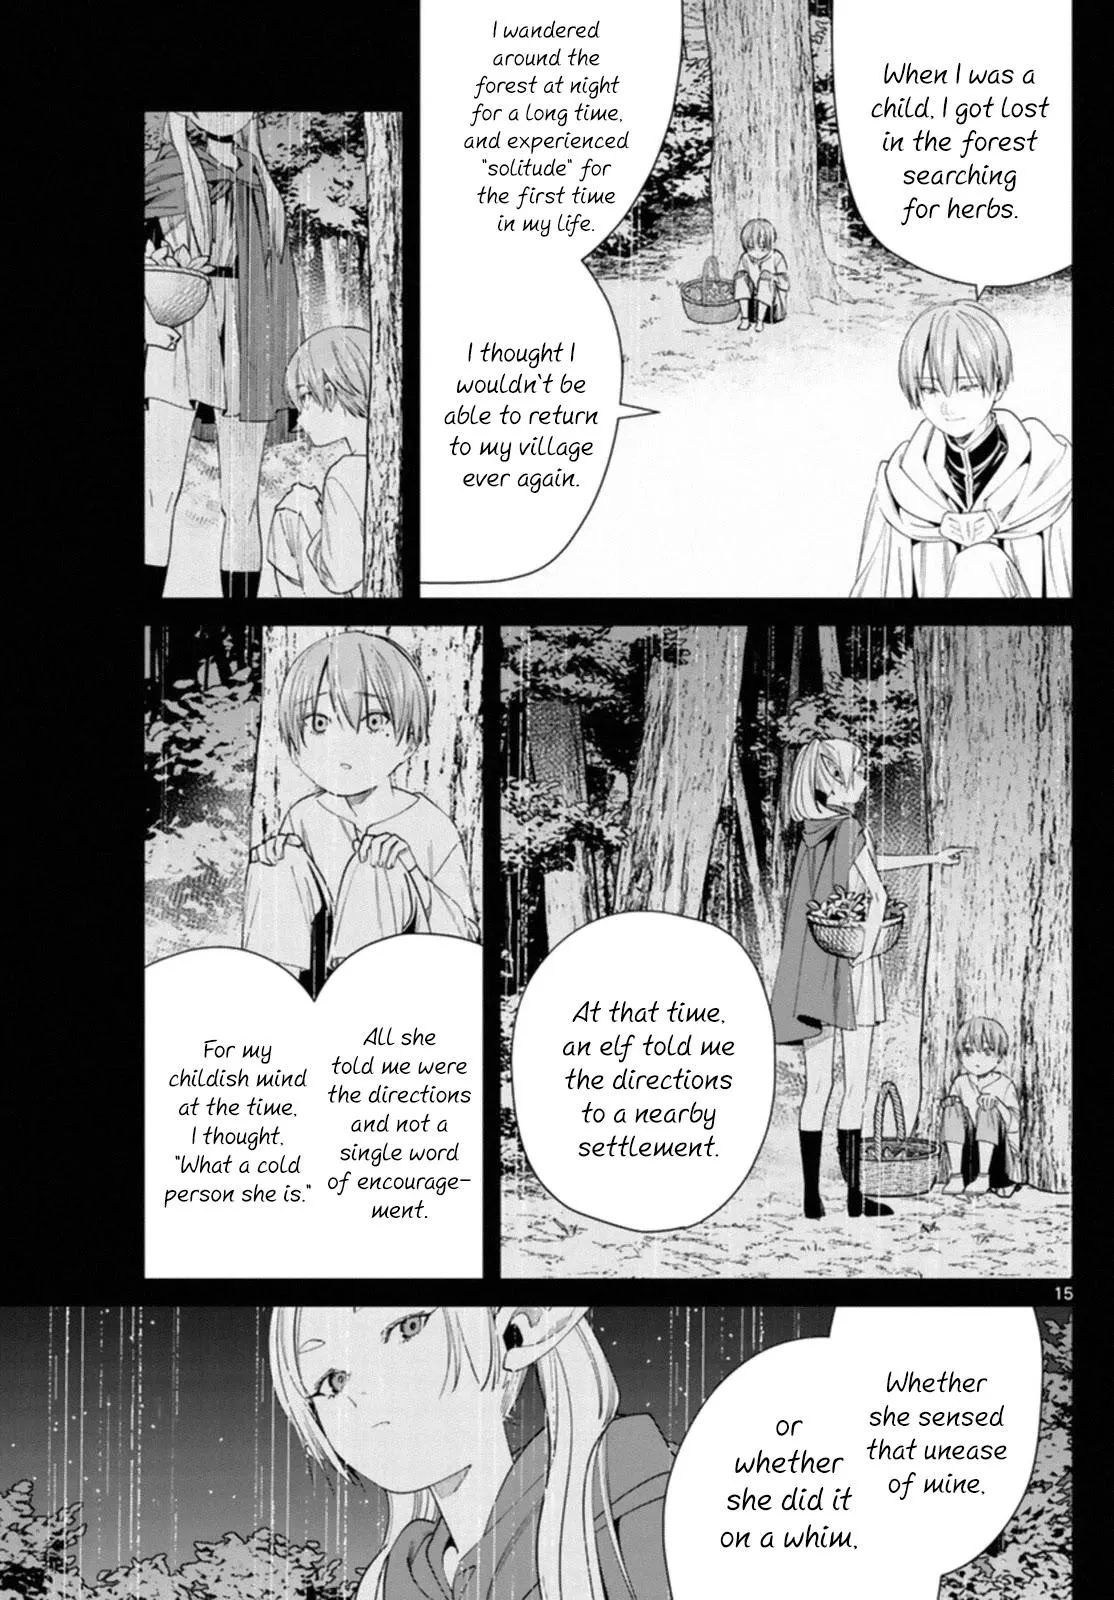 When I was a
child, I got lost
in the forest
searching
for herbs.
I wandered
around the
forest at night
for a long time,
and experienced
"solitude" for
the first time
in my life.
I thought I
wouldn't be
able to return
to my village
ever again.
At that time,
an elf told me
the directions
to a nearby
settlement.
All she
told me were
the directions
and not a
single word
of encourage-
ment.
For my
childish mind
at the time,
I thought,
"What a cold
person she is."
15
Whether
she sensed
that unease
of mine,
or
whether
she did it
on a whim,